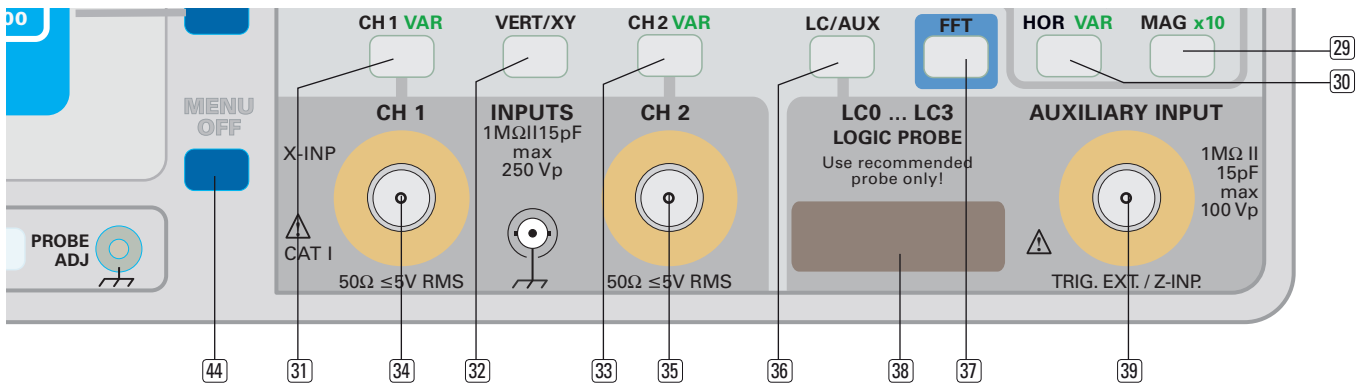 00
CH 1 VAR
VERT/XY
CH 2 VAR
LC/AUX
FFT
HOR VAR
MAG x10
29
30
MENU
OFF
CH 1
INPUTS
1MΩII15pF
max
250 Vp
CH 2
LC0 ... LC3
LOGIC PROBE
Use recommended
probe only!
AUXILIARY INPUT
1MΩ II
15pF
max
100 Vp
X-INP
CAT I
PROBE
ADJ
50Ω ≤5V RMS
50Ω ≤5V RMS
TRIG. EXT. / Z-INP.
44
31
34
32
33
35
36
38
37
39